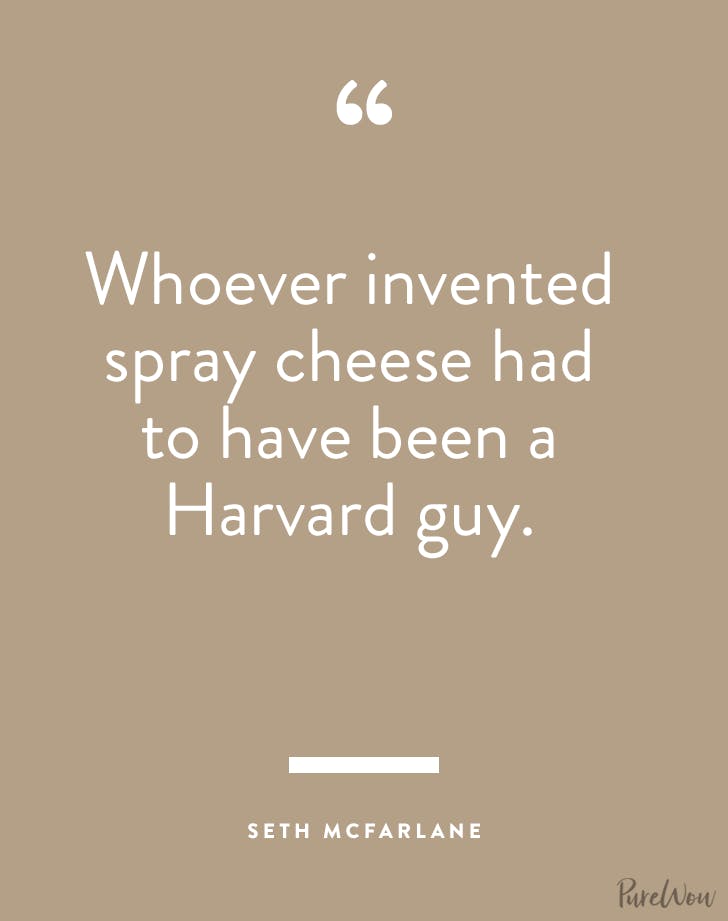 “
Whoever invented
spray cheese had
to have been a
Harvard guy.
SETH MCFARLANE
PureWow